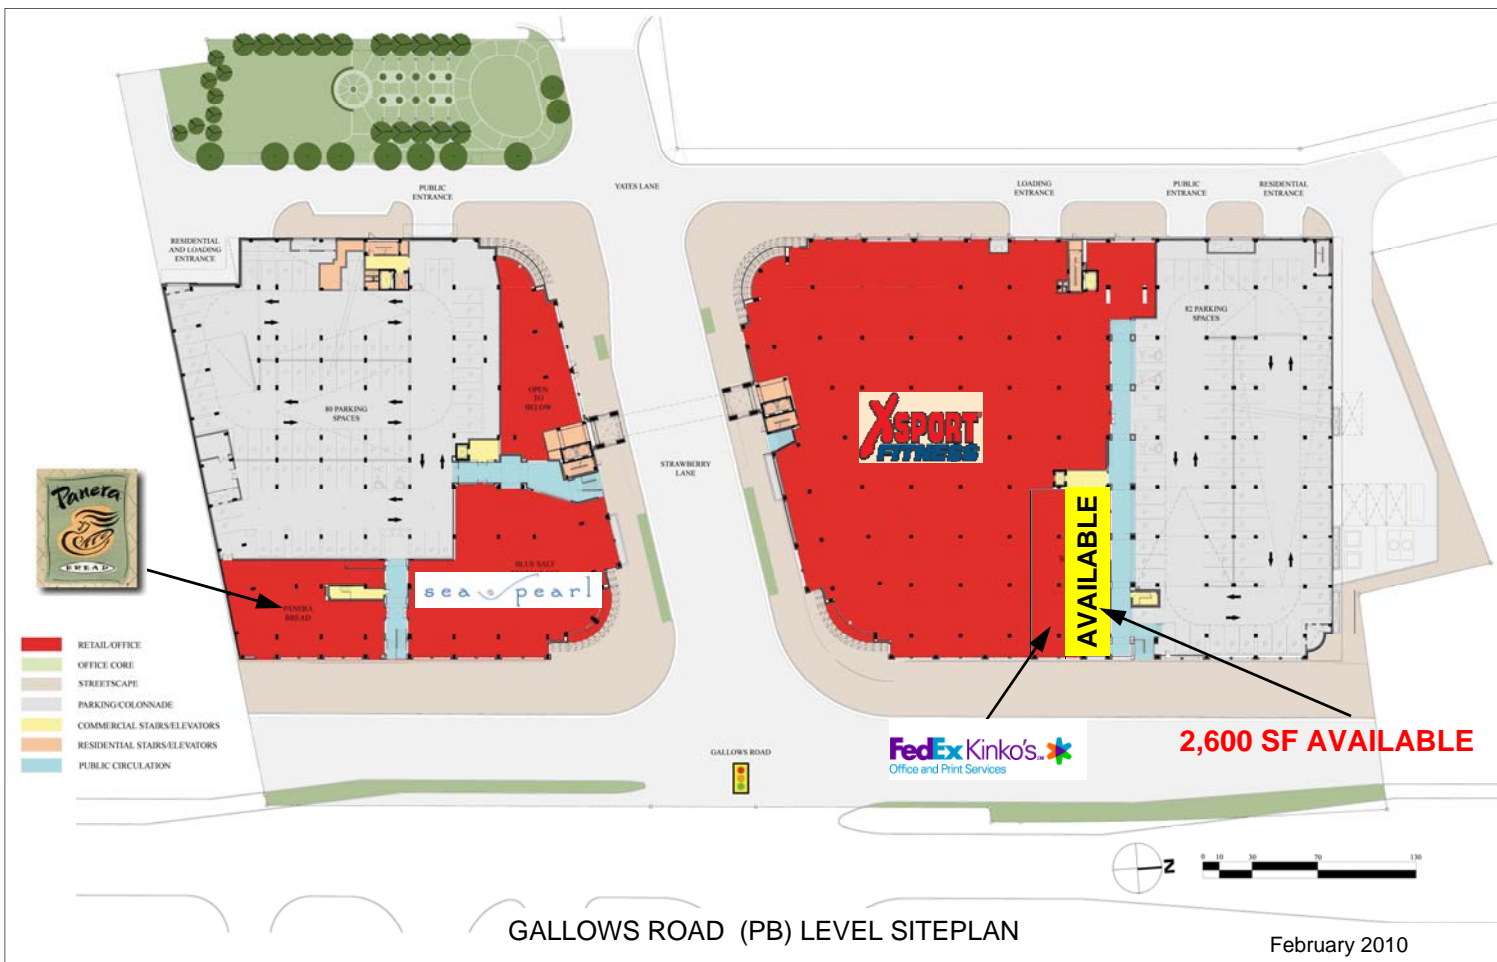 PUBLIC
ENTRANCE
YATES LANE
LOADING
ENTRANCE
PUBLIC
ENTRANCE
RESIDENTIAL
ENTRANCE
RESIDENTIAL
AND LOADING
ENTRANCE
82 PARKING
SPACES
OPEN
TO
BELOW
80 PARKING
SPACES
XSPORT
FITNESS
STRAWBERRY
LANE
Panera
BREAD
AVAILABLE
BLUE SALT
sea pearl
PANERA
BREAD
RETAIL/OFFICE
OFFICE CORE
STREETSCAPE
PARKING/COLONNADE
COMMERCIAL STAIRS/ELEVATORS
RESIDENTIAL STAIRS/ELEVATORS
PUBLIC CIRCULATION
GALLOWS ROAD
FedEx Kinko's
Office and Print Services
2,600 SF AVAILABLE
N
0 10 30 70 130
GALLOWS ROAD (PB) LEVEL SITEPLAN
February 2010